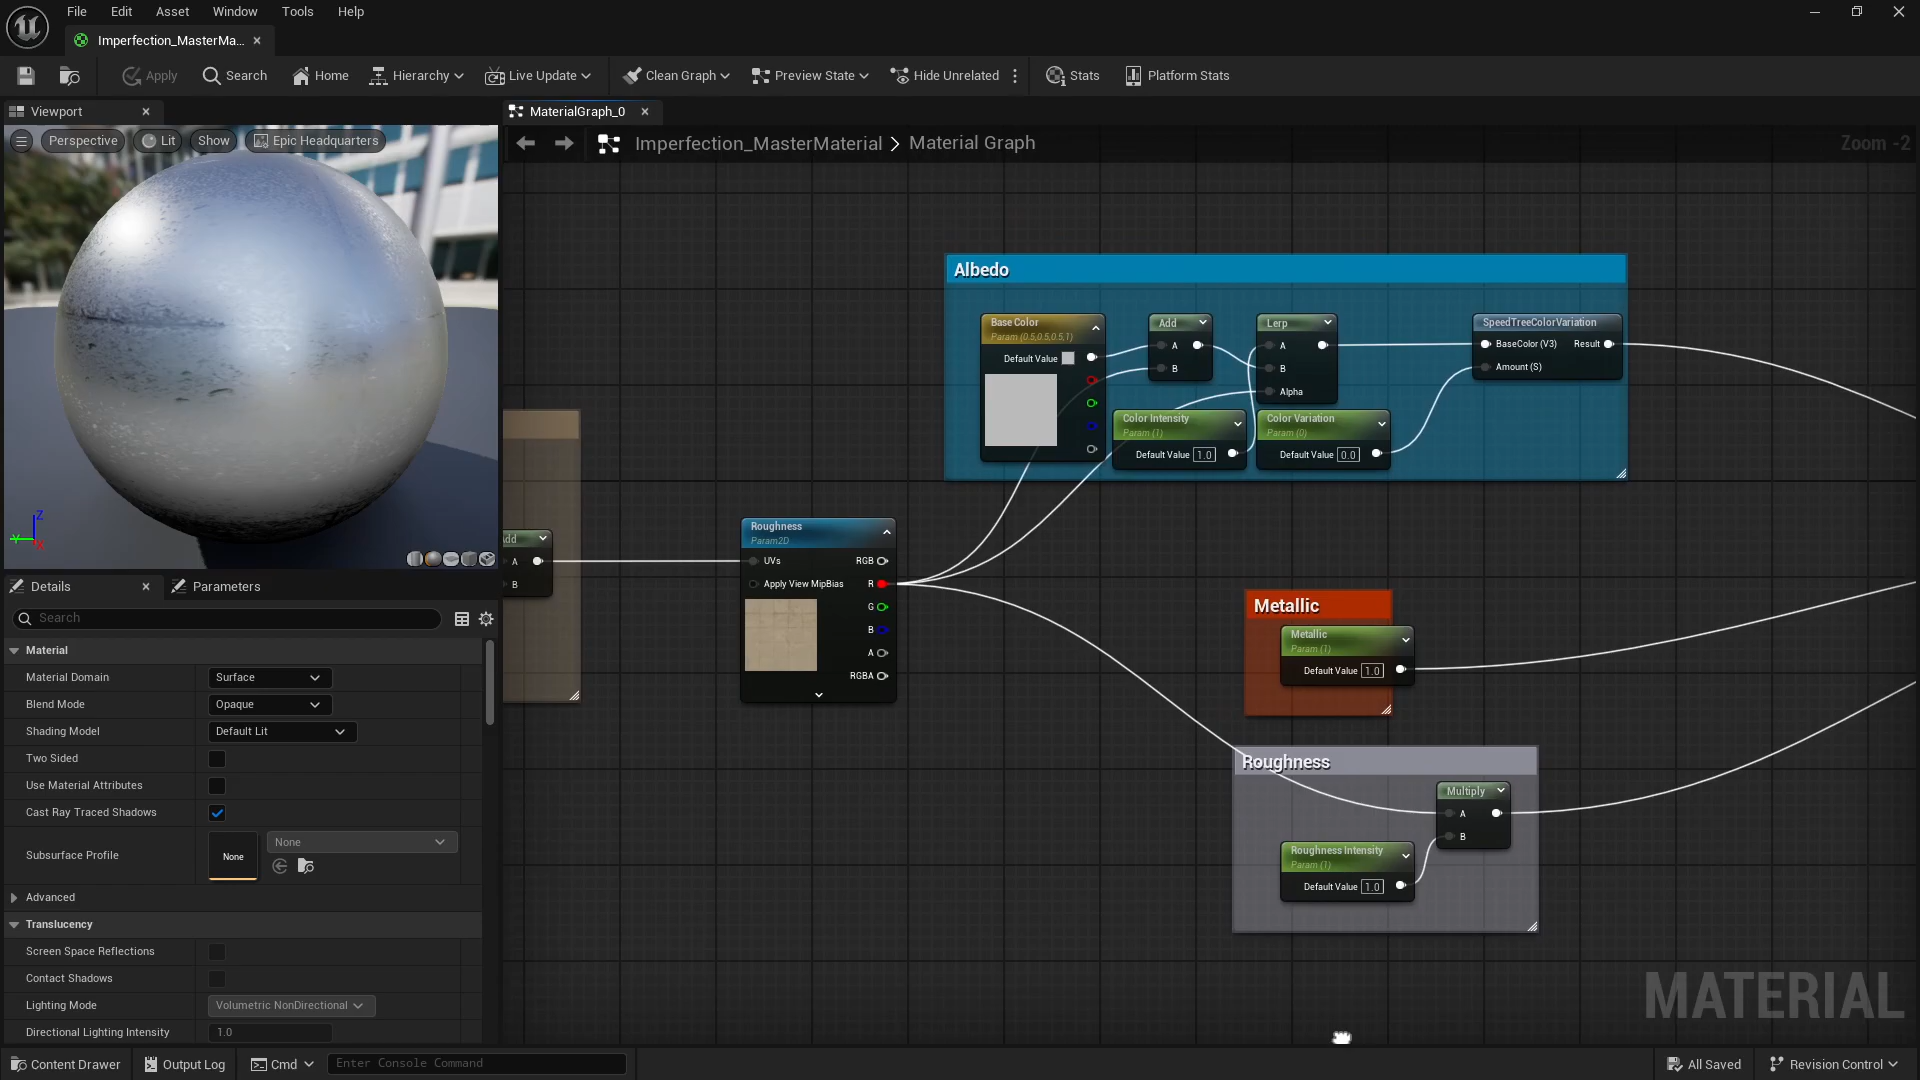 File Edit Asset Window Tools Help
Imperfection_MasterMa...
Apply Search Home Hierarchy Live Update Clean Graph Preview State Hide Unrelated Stats Platform Stats
Viewport
MaterialGraph_0
Perspective Lit Show Epic Headquarters
Imperfection_MasterMaterial > Material Graph
Zoom -2
Albedo
Base Color
Param (0.5,0.5,0.5,1)
Default Value
Add
A
B
Lerp
A
B
Alpha
SpeedTreeColorVariation
BaseColor (V3) Result
Amount (S)
Color Intensity
Param (1)
Default Value 1.0
Color Variation
Param (0)
Default Value 0.0
dd
A
B
Roughness
Param2D
UVs RGB
Apply View MipBias R
G
B
A
RGBA
Metallic
Metallic
Param (1)
Default Value 1.0
Roughness
Multiply
A
B
Roughness Intensity
Param (1)
Default Value 1.0
MATERIAL
Z
Y
X
Details Parameters
Search
Material
Material Domain Surface
Blend Mode Opaque
Shading Model Default Lit
Two Sided
Use Material Attributes
Cast Ray Traced Shadows
Subsurface Profile None None
Advanced
Translucency
Screen Space Reflections
Contact Shadows
Lighting Mode Volumetric NonDirectional
Directional Lighting Intensity 1.0
Content Drawer Output Log Cmd Enter Console Command All Saved Revision Control